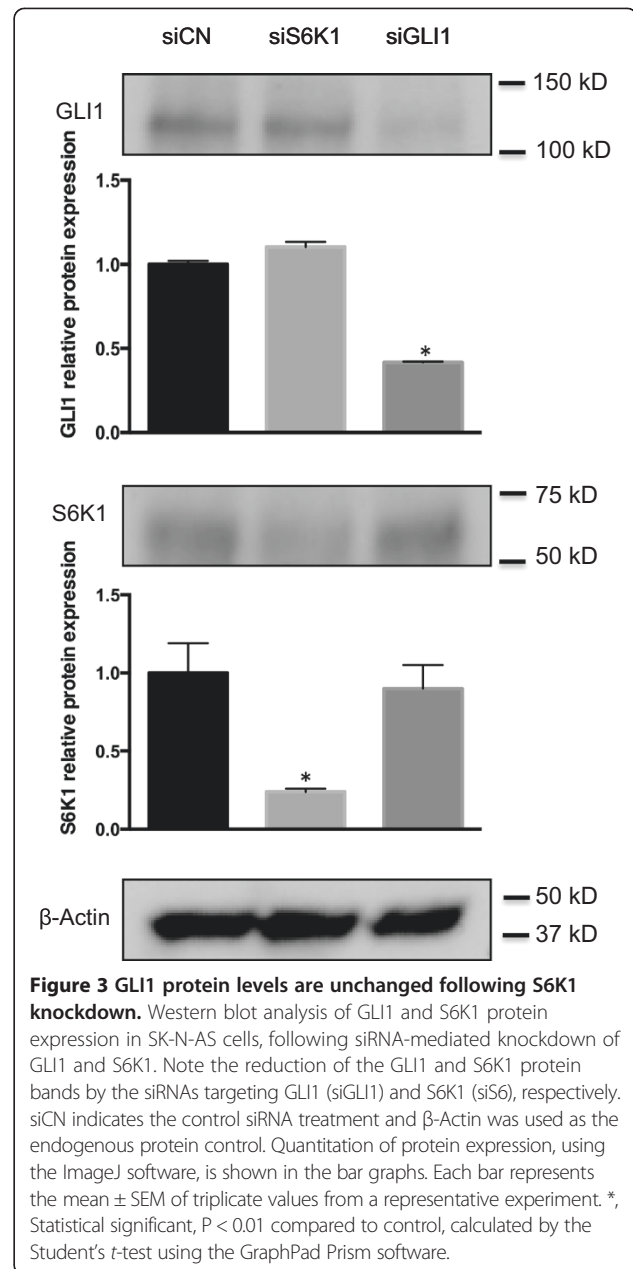 siCN siS6K1 siGLI1
GLI1
150 kD
100 kD
GLI1 relative protein expression
1.5
1.0
0.5
0.0
*
S6K1
75 kD
50 kD
S6K1 relative protein expression
1.5
1.0
0.5
0.0
*
β-Actin
50 kD
37 kD
Figure 3 GLI1 protein levels are unchanged following S6K1
knockdown. Western blot analysis of GLI1 and S6K1 protein
expression in SK-N-AS cells, following siRNA-mediated knockdown of
GLI1 and S6K1. Note the reduction of the GLI1 and S6K1 protein
bands by the siRNAs targeting GLI1 (siGLI1) and S6K1 (siS6), respectively.
siCN indicates the control siRNA treatment and β-Actin was used as the
endogenous protein control. Quantitation of protein expression, using
the ImageJ software, is shown in the bar graphs. Each bar represents
the mean ± SEM of triplicate values from a representative experiment. *,
Statistical significant, P < 0.01 compared to control, calculated by the
Student's t-test using the GraphPad Prism software.